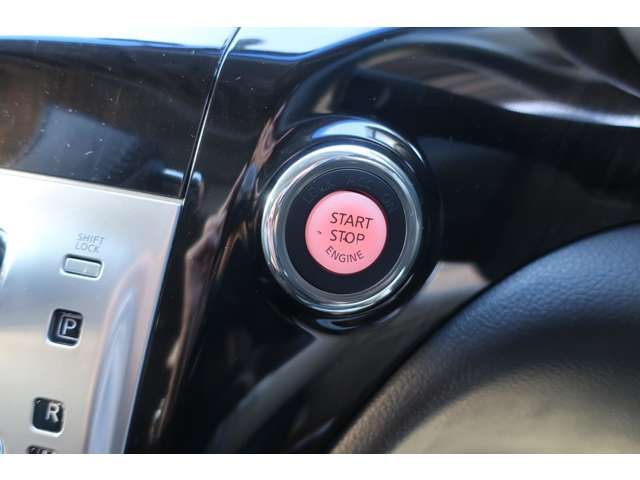 START
STOP
ENGINE
SHIFT
LOCK
P
R